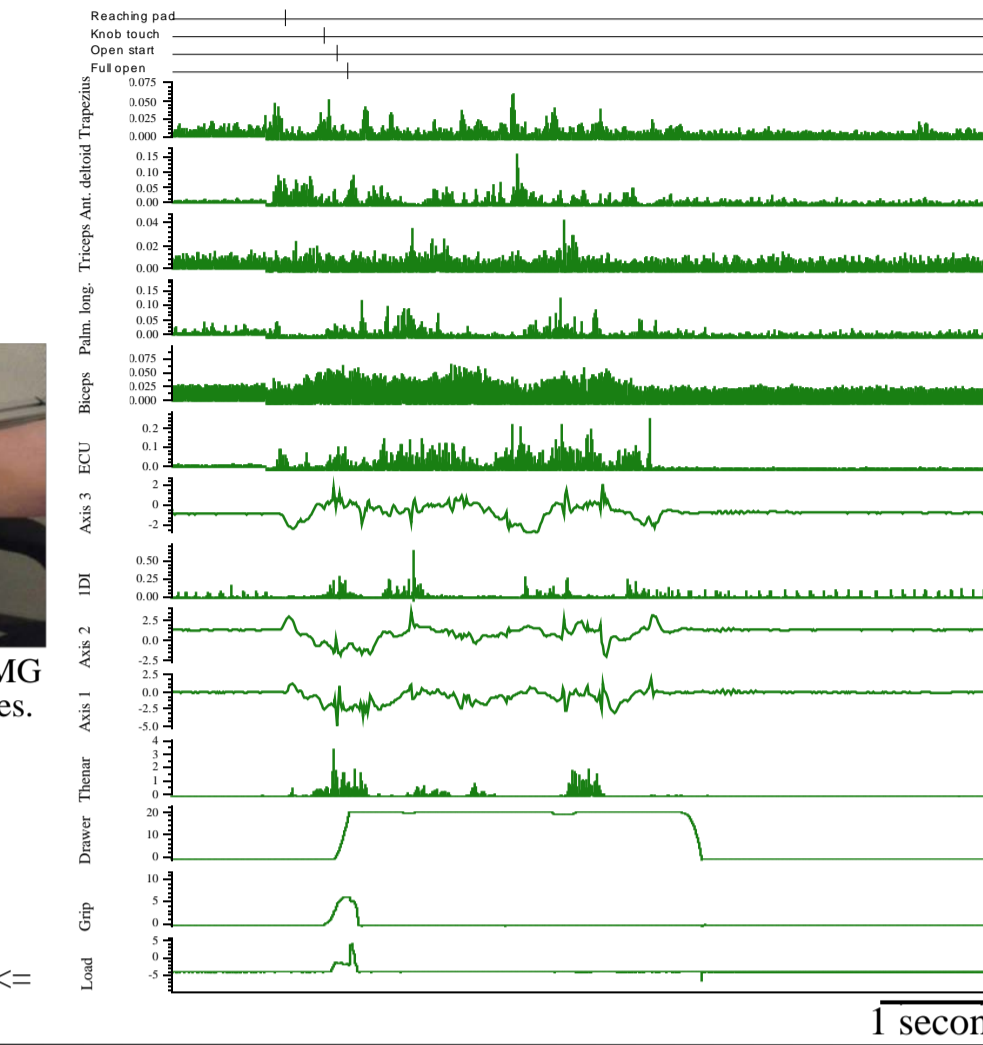 Reaching pad
Knob touch
Open start
Full open
Trapezius
0.075
0.050
0.025
0.000
Ant. deltoid
0.15
0.10
0.05
0.00
Triceps
0.04
0.02
0.00
Palm. long.
0.15
0.10
0.05
0.00
Biceps
0.075
0.050
0.025
0.000
ECU
0.2
0.1
0.0
Axis 3
2
0
-2
1DI
0.50
0.25
0.00
Axis 2
2.5
0.0
-2.5
MG
es.
Axis 1
2.5
0.0
-2.5
-5.0
Thenar
4
3
2
1
0
Drawer
20
10
0
Grip
10
5
0
Load
5
0
-5
<=
1 secon